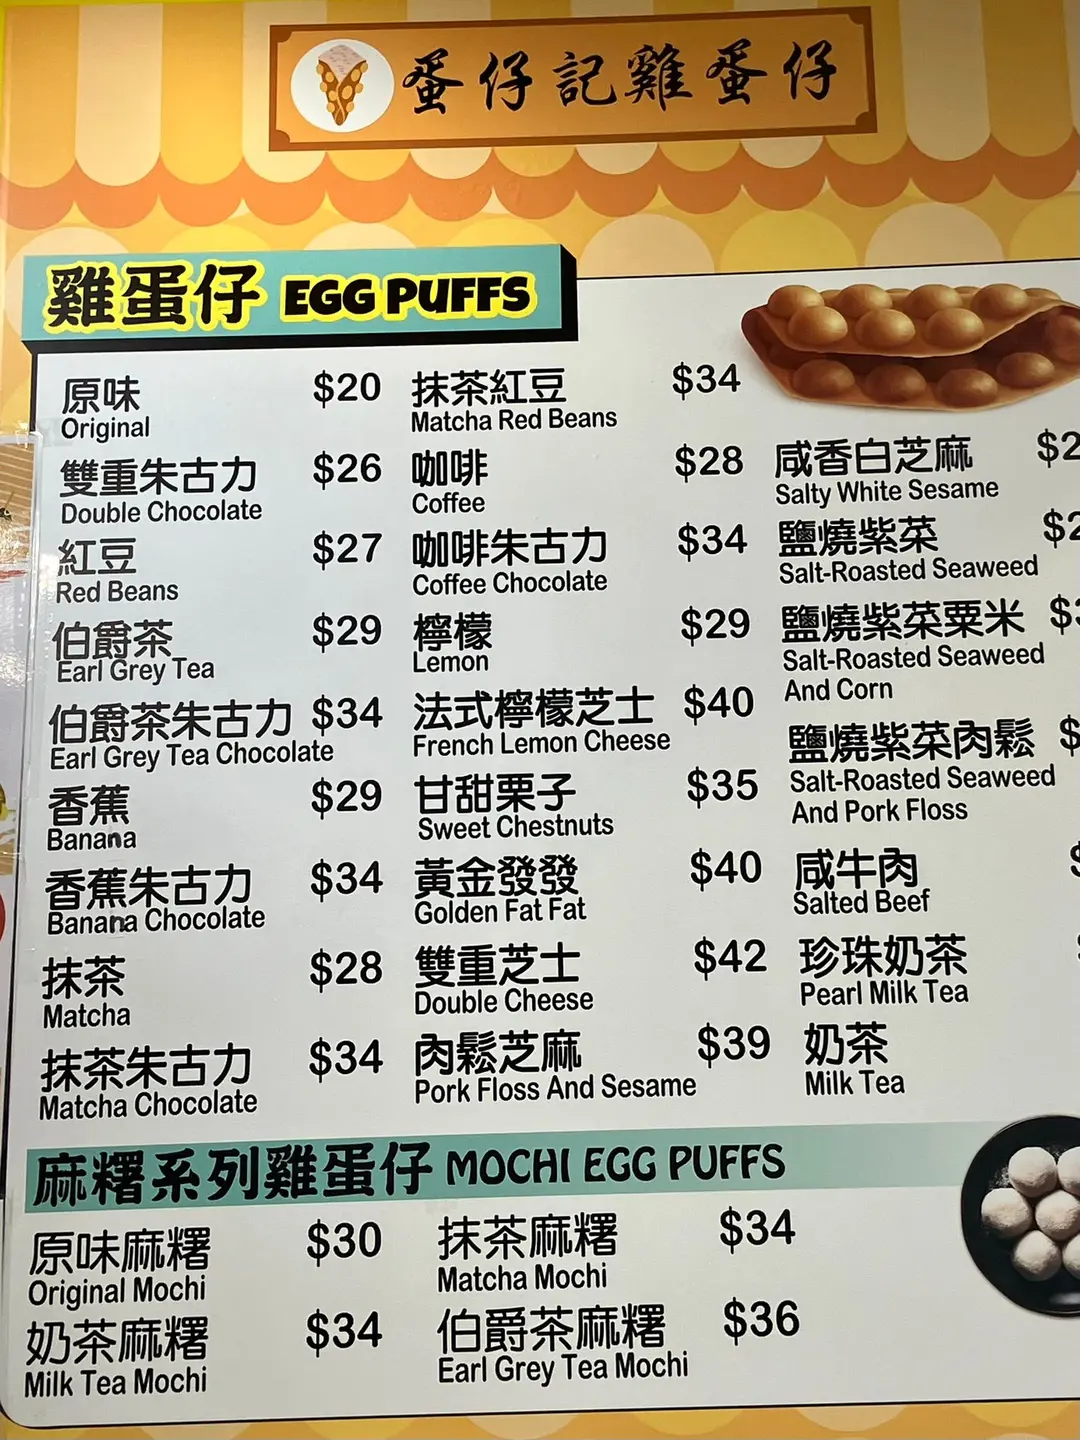 蛋仔記雞蛋仔
雞蛋仔 EGG PUFFS
原味 $20
Original
雙重朱古力 $26
Double Chocolate
紅豆 $27
Red Beans
伯爵茶 $29
Earl Grey Tea
伯爵茶朱古力 $34
Earl Grey Tea Chocolate
香蕉 $29
Banana
香蕉朱古力 $34
Banana Chocolate
抹茶 $28
Matcha
抹茶朱古力 $34
Matcha Chocolate
抹茶紅豆 $34
Matcha Red Beans
咖啡 $28
Coffee
咖啡朱古力 $34
Coffee Chocolate
檸檬 $29
Lemon
法式檸檬芝士 $40
French Lemon Cheese
甘甜栗子 $35
Sweet Chestnuts
黃金發發 $40
Golden Fat Fat
雙重芝士 $42
Double Cheese
肉鬆芝麻 $39
Pork Floss And Sesame
咸香白芝麻
Salty White Sesame
鹽燒紫菜
Salt-Roasted Seaweed
鹽燒紫菜粟米
Salt-Roasted Seaweed
And Corn
鹽燒紫菜肉鬆
Salt-Roasted Seaweed
And Pork Floss
咸牛肉
Salted Beef
珍珠奶茶
Pearl Milk Tea
奶茶
Milk Tea
麻糬系列雞蛋仔 MOCHI EGG PUFFS
原味麻糬 $30
Original Mochi
奶茶麻糬 $34
Milk Tea Mochi
抹茶麻糬 $34
Matcha Mochi
伯爵茶麻糬 $36
Earl Grey Tea Mochi